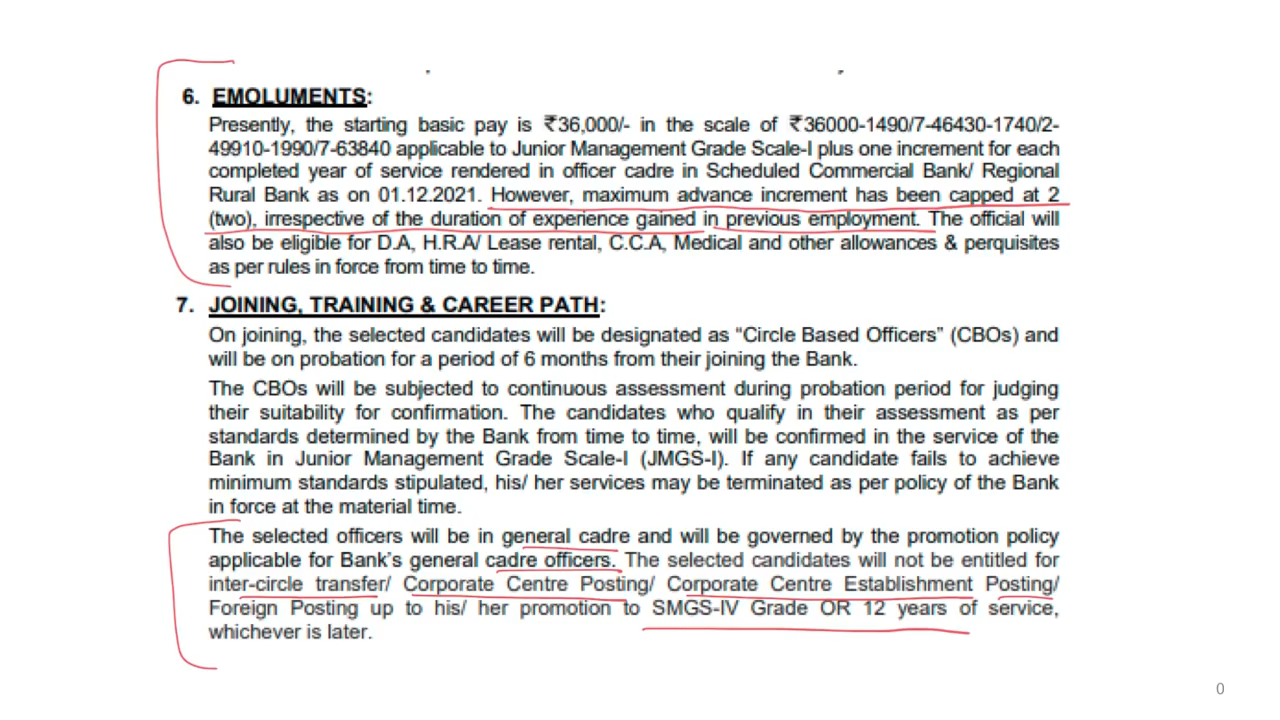 6. EMOLUMENTS:
Presently, the starting basic pay is ₹36,000/- in the scale of ₹36000-1490/7-46430-1740/2-
49910-1990/7-63840 applicable to Junior Management Grade Scale-I plus one increment for each
completed year of service rendered in officer cadre in Scheduled Commercial Bank/ Regional
Rural Bank as on 01.12.2021. However, maximum advance increment has been capped at 2
(two), irrespective of the duration of experience gained in previous employment. The official will
also be eligible for D.A, H.R.A/ Lease rental, C.C.A, Medical and other allowances & perquisites
as per rules in force from time to time.
7. JOINING, TRAINING & CAREER PATH:
On joining, the selected candidates will be designated as “Circle Based Officers” (CBOs) and
will be on probation for a period of 6 months from their joining the Bank.
The CBOs will be subjected to continuous assessment during probation period for judging
their suitability for confirmation. The candidates who qualify in their assessment as per
standards determined by the Bank from time to time, will be confirmed in the service of the
Bank in Junior Management Grade Scale-I (JMGS-I). If any candidate fails to achieve
minimum standards stipulated, his/ her services may be terminated as per policy of the Bank
in force at the material time.
The selected officers will be in general cadre and will be governed by the promotion policy
applicable for Bank’s general cadre officers. The selected candidates will not be entitled for
inter-circle transfer/ Corporate Centre Posting/ Corporate Centre Establishment Posting/
Foreign Posting up to his/ her promotion to SMGS-IV Grade OR 12 years of service,
whichever is later.
0